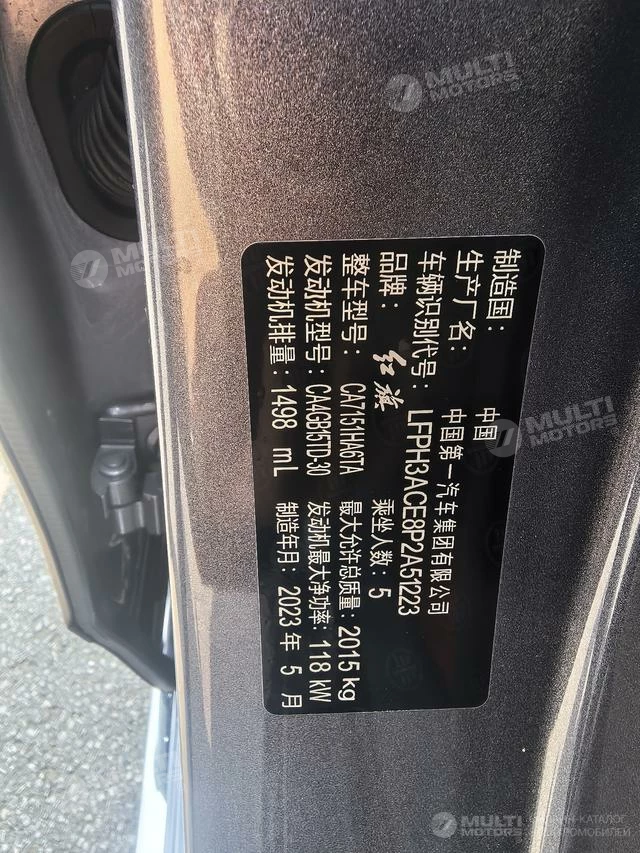 制造国： 中国
生产厂名： 中国第一汽车集团有限公司
车辆识别代号： LFPH3ACE8P2A51223
品牌： 红旗 乘坐人数： 5
整车型号： CA7151HA6TA 最大允许总质量： 2015 kg
发动机型号： CA4GB15TD-30 发动机最大净功率： 118 kW
发动机排量： 1498 mL 制造年月： 2023 年 5 月
MULTI
MOTORS
MULTI
MOTORS
MULTI
MOTORS
MULTI
MOTORS
ОНЛАЙН-КАТАЛОГ
АВТОМОБИЛЕЙ